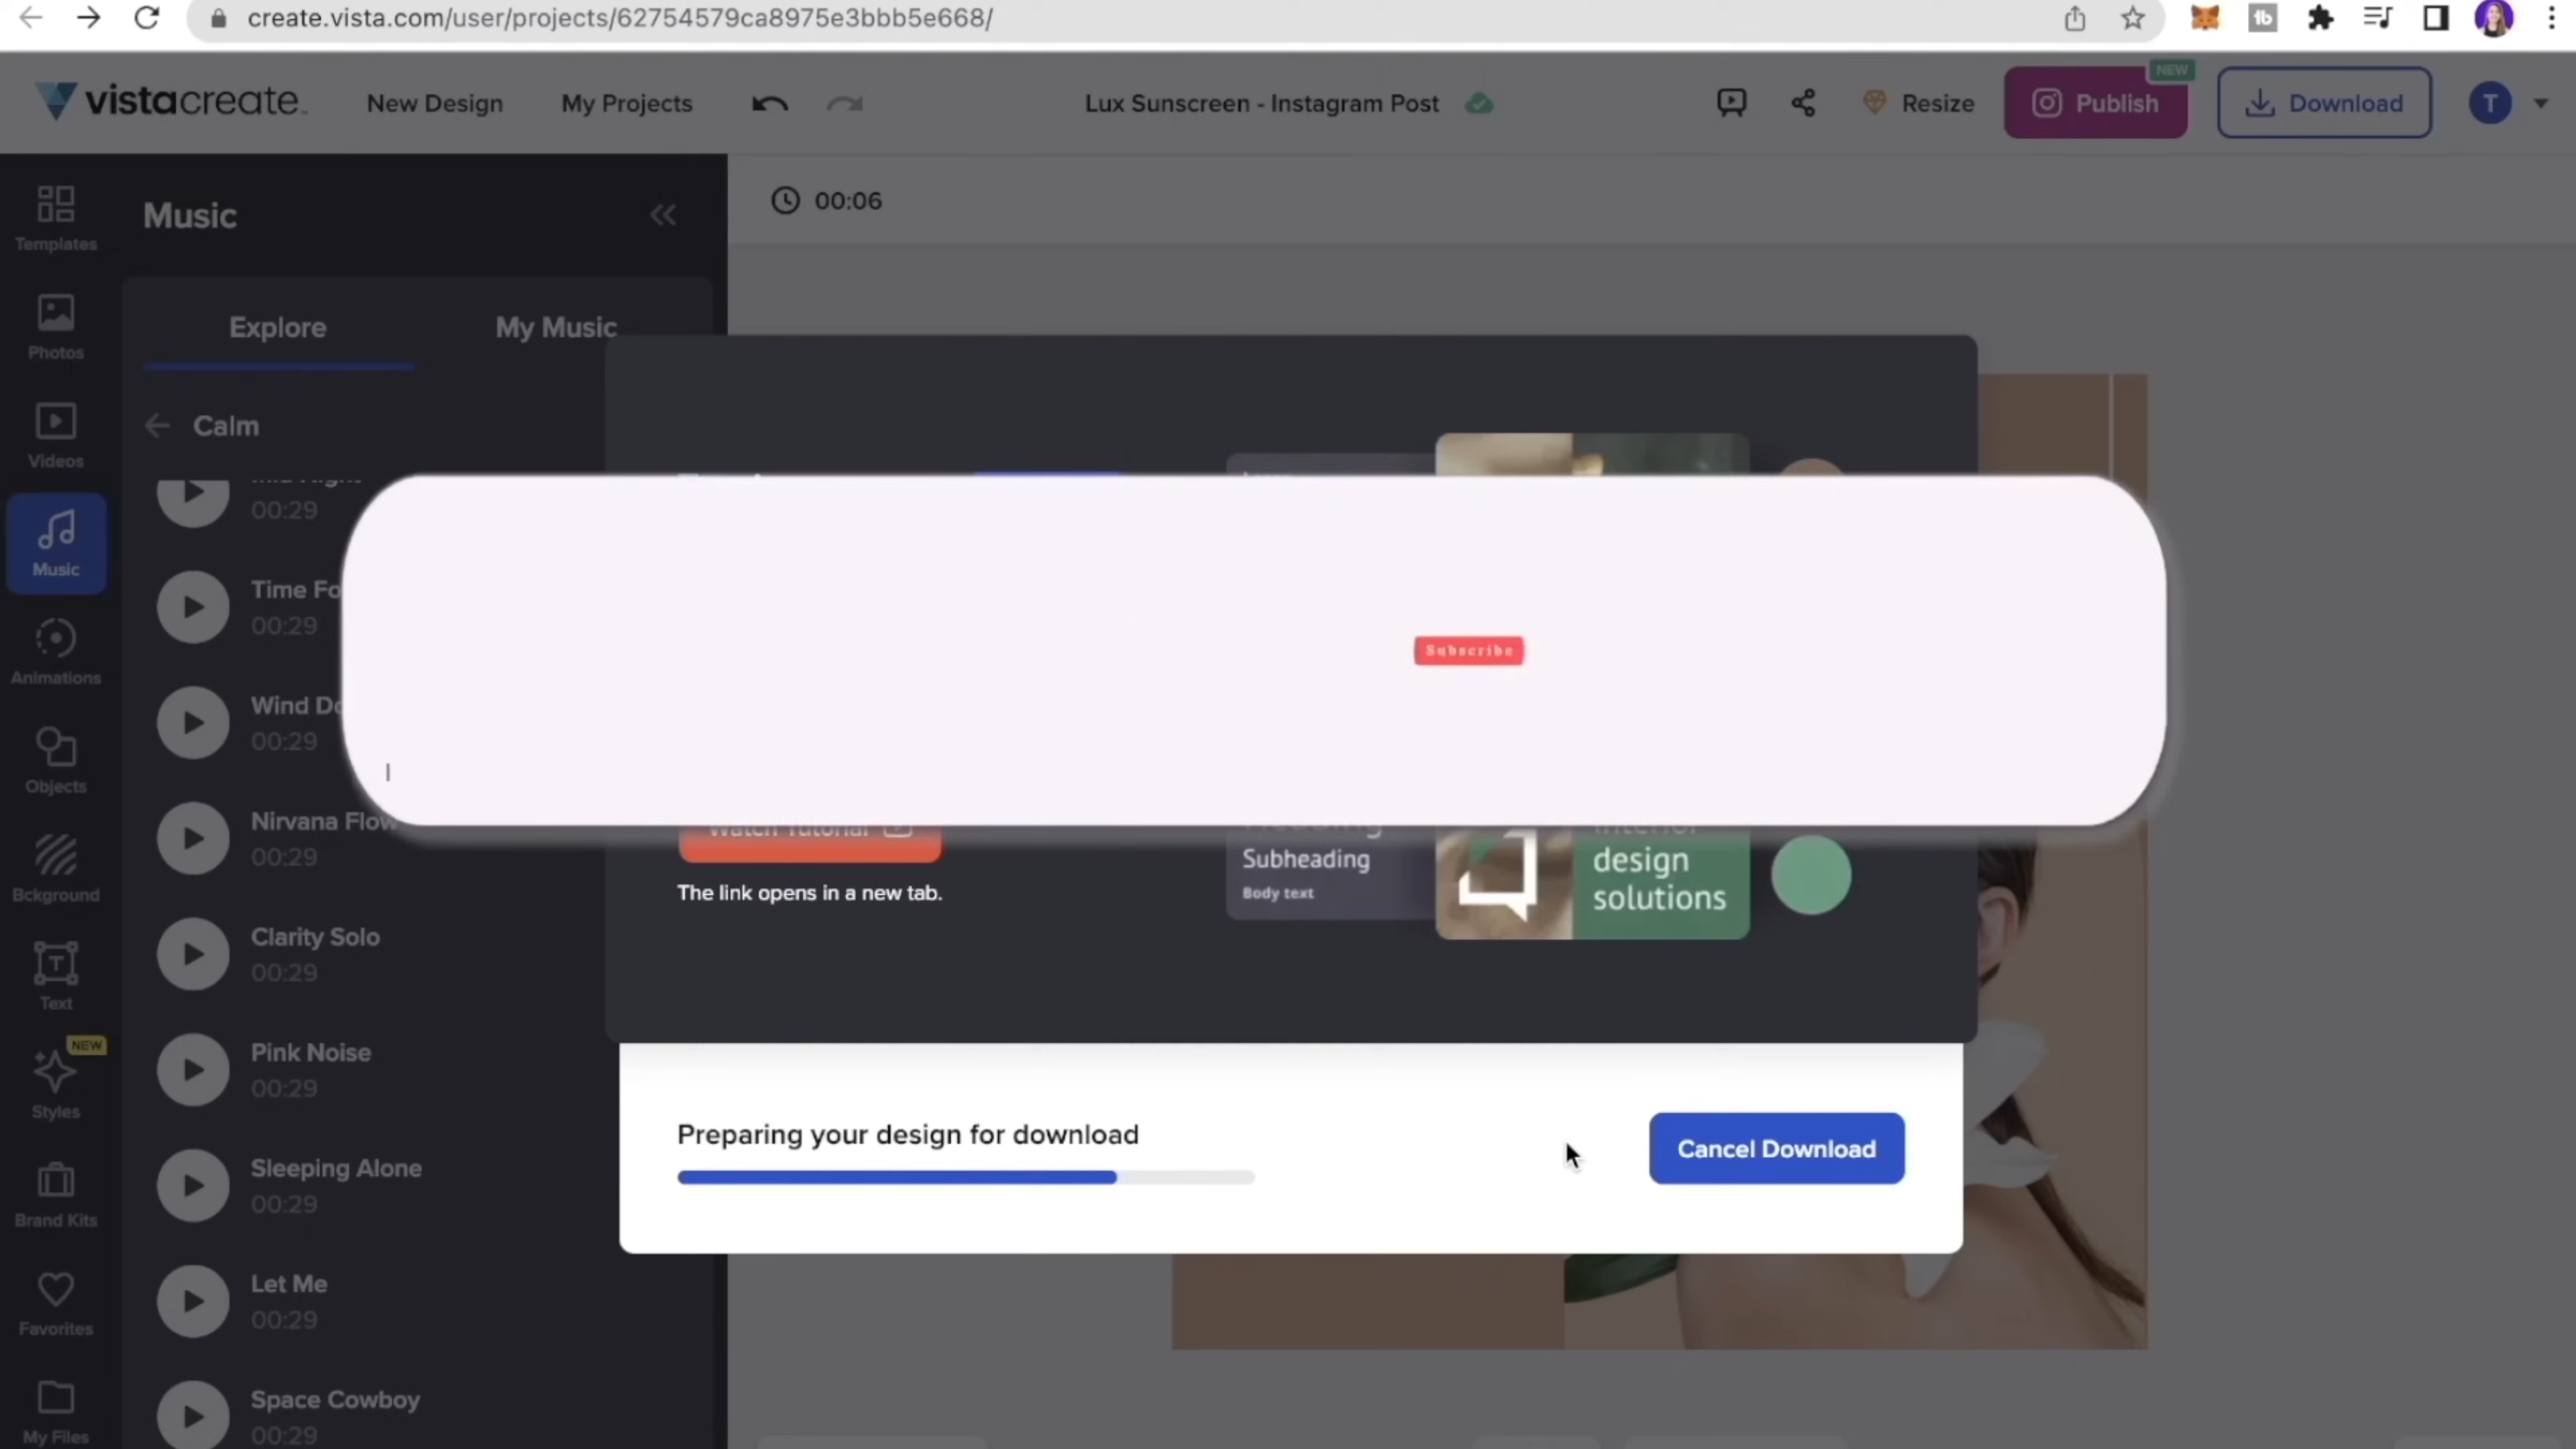 create.vista.com/user/projects/62754579ca8975e3bbb5e668/
vistacreate
New Design
My Projects
Lux Sunscreen - Instagram Post
Resize
Publish
NEW
Download
T
Templates
Photos
Videos
Music
Animations
Objects
Bckground
Text
NEW
Styles
Brand Kits
Favorites
My Files
Music
Explore
My Music
Calm
00:29
Time Fo
00:29
Wind Do
00:29
Nirvana Flow
00:29
Clarity Solo
00:29
Pink Noise
00:29
Sleeping Alone
00:29
Let Me
00:29
Space Cowboy
00:29
00:06
Subscribe
Watch Tutorial
The link opens in a new tab.
Heading
Subheading
Body text
interior
design
solutions
Preparing your design for download
Cancel Download